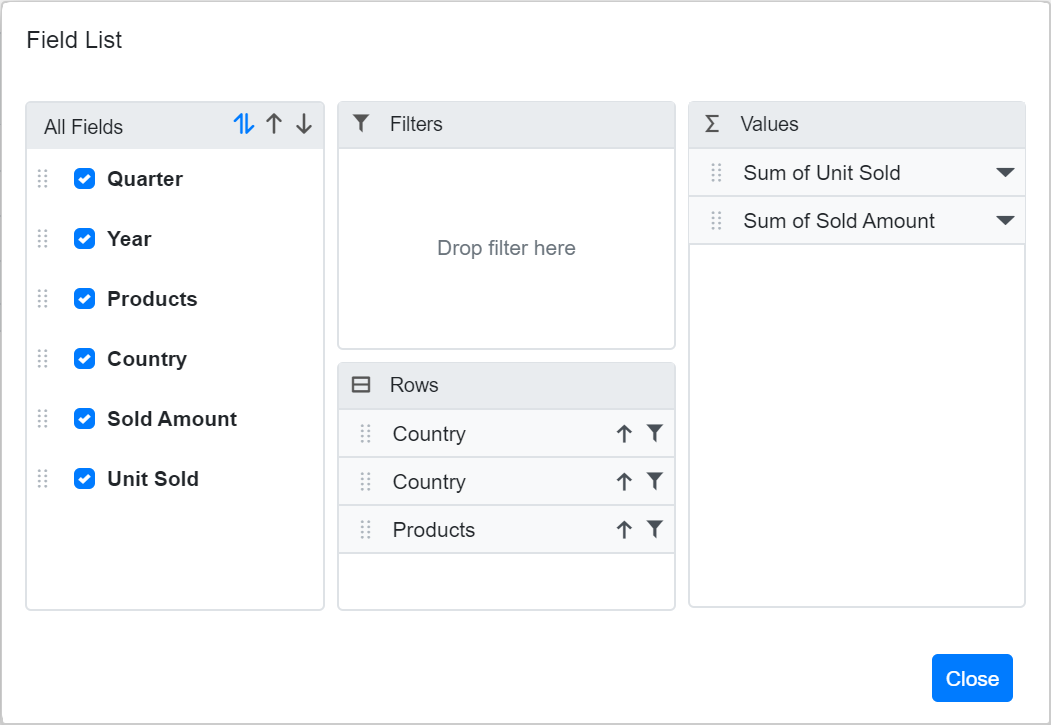 Field List
All Fields
Quarter
Year
Products
Country
Sold Amount
Unit Sold
Filters
Drop filter here
Rows
Country
Country
Products
Values
Sum of Unit Sold
Sum of Sold Amount
Close